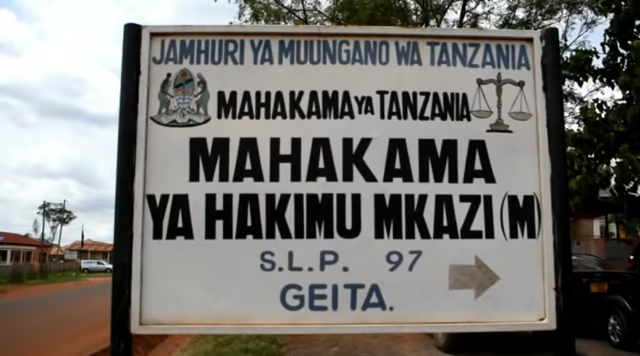 JAMHURI YA MUUNGANO WA TANZANIA
MAHAKAMA YA TANZANIA
MAHAKAMA
YA HAKIMU MKAZI (M)
S.L.P. 97
GEITA.